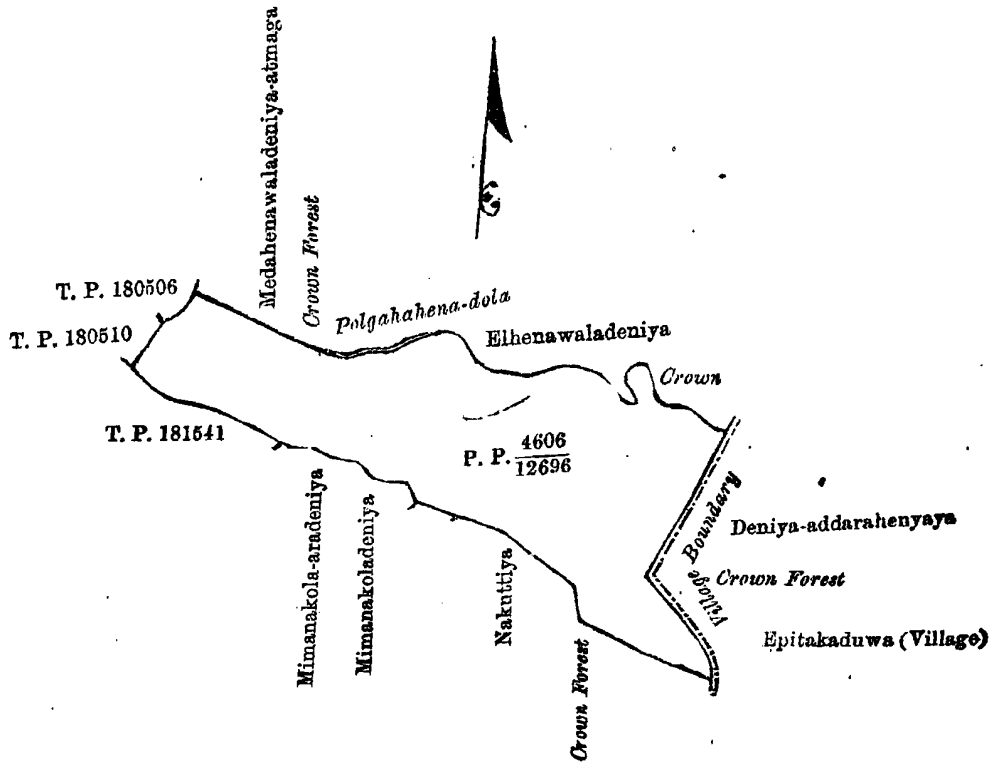 Medahenawaladeniya-atmaga
Crown Forest
T. P. 180506
T. P. 180510
Polgahahena-dola
Elhenawaladeniya
Crown
T. P. 181541
P. P. 4606
12696
Mimanakola-aradeniya
Mimanakoladeniya
Nakuttiya
Crown Forest
Village Boundary
Deniya-addarahenyaya
Crown Forest
Epitakaduwa (Village)